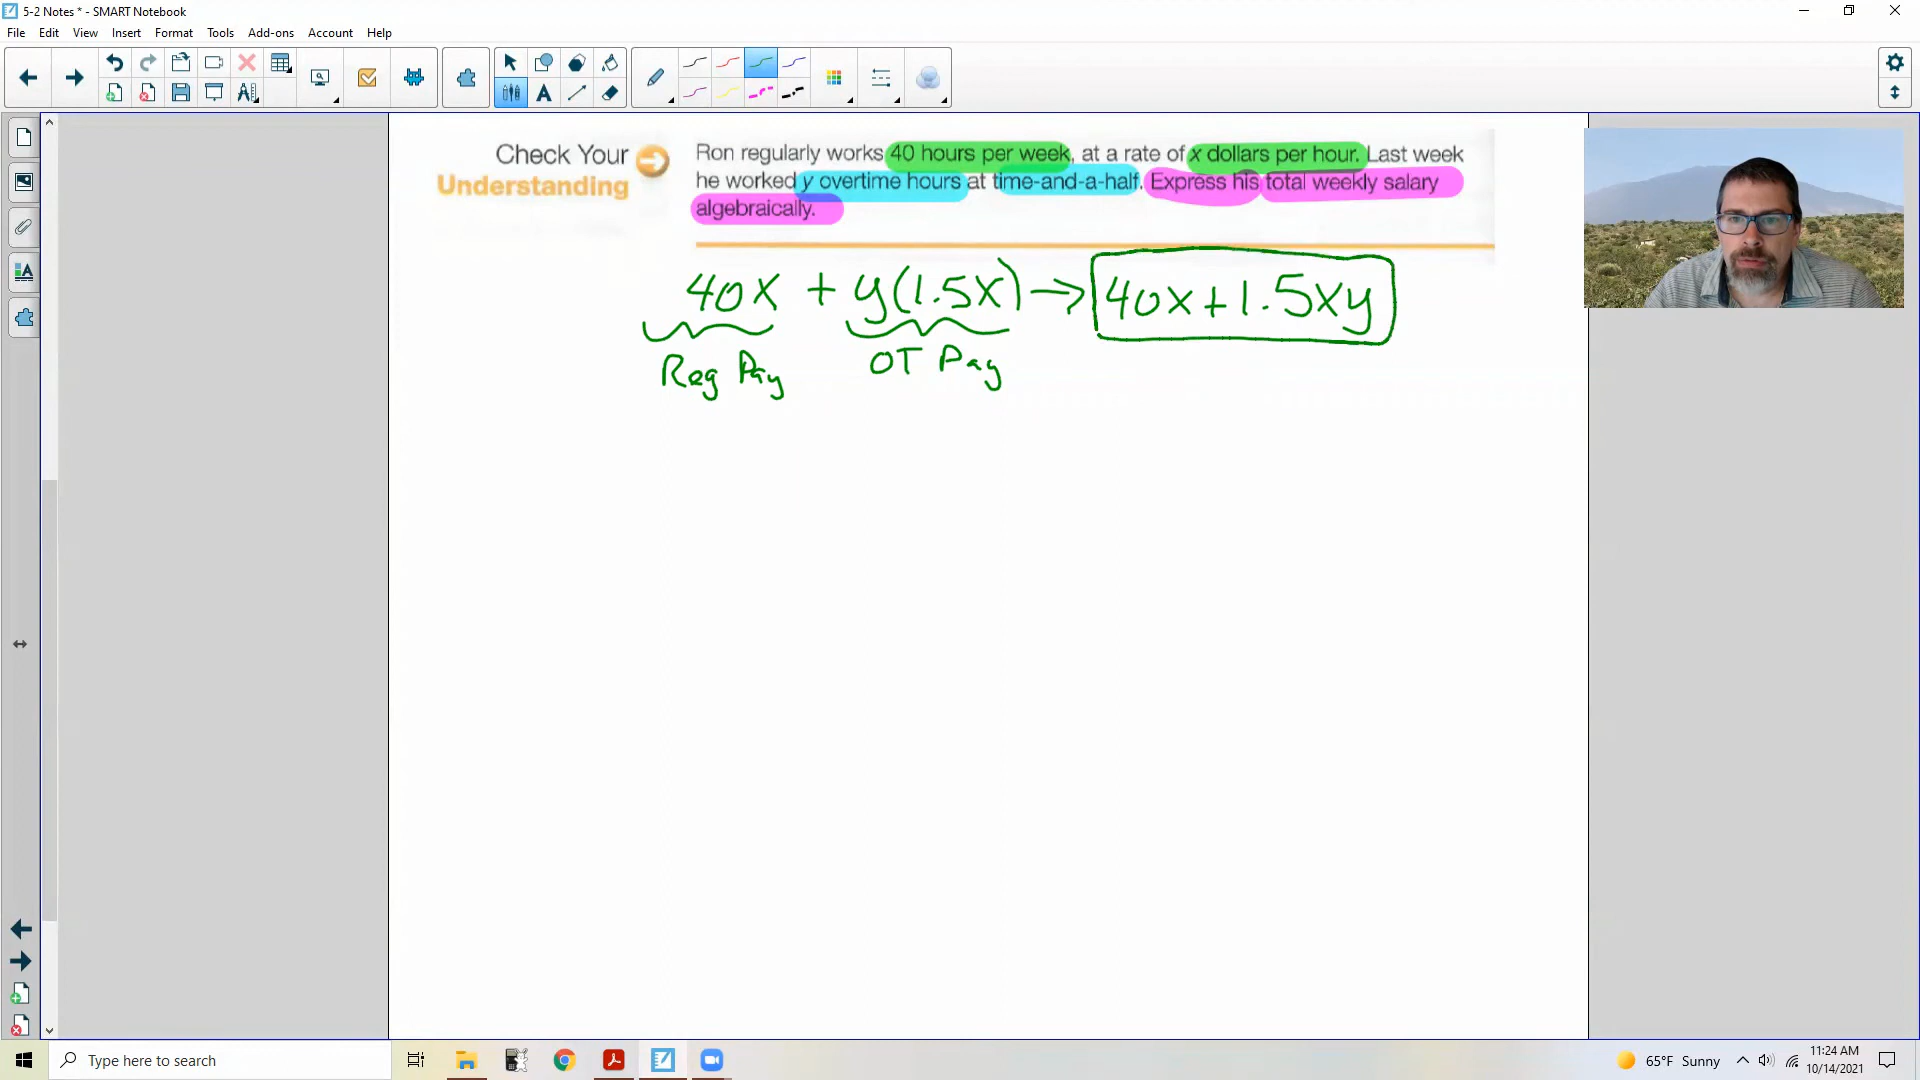 5-2 Notes * - SMART Notebook
File Edit View Insert Format Tools Add-ons Account Help
Check Your
Understanding
Ron regularly works 40 hours per week, at a rate of x dollars per hour. Last week
he worked y overtime hours at time-and-a-half. Express his total weekly salary
algebraically.
40x + y(1.5x) → 40x+1.5xy
Reg Pay OT Pay
Type here to search
65°F Sunny
11:24 AM
10/14/2021